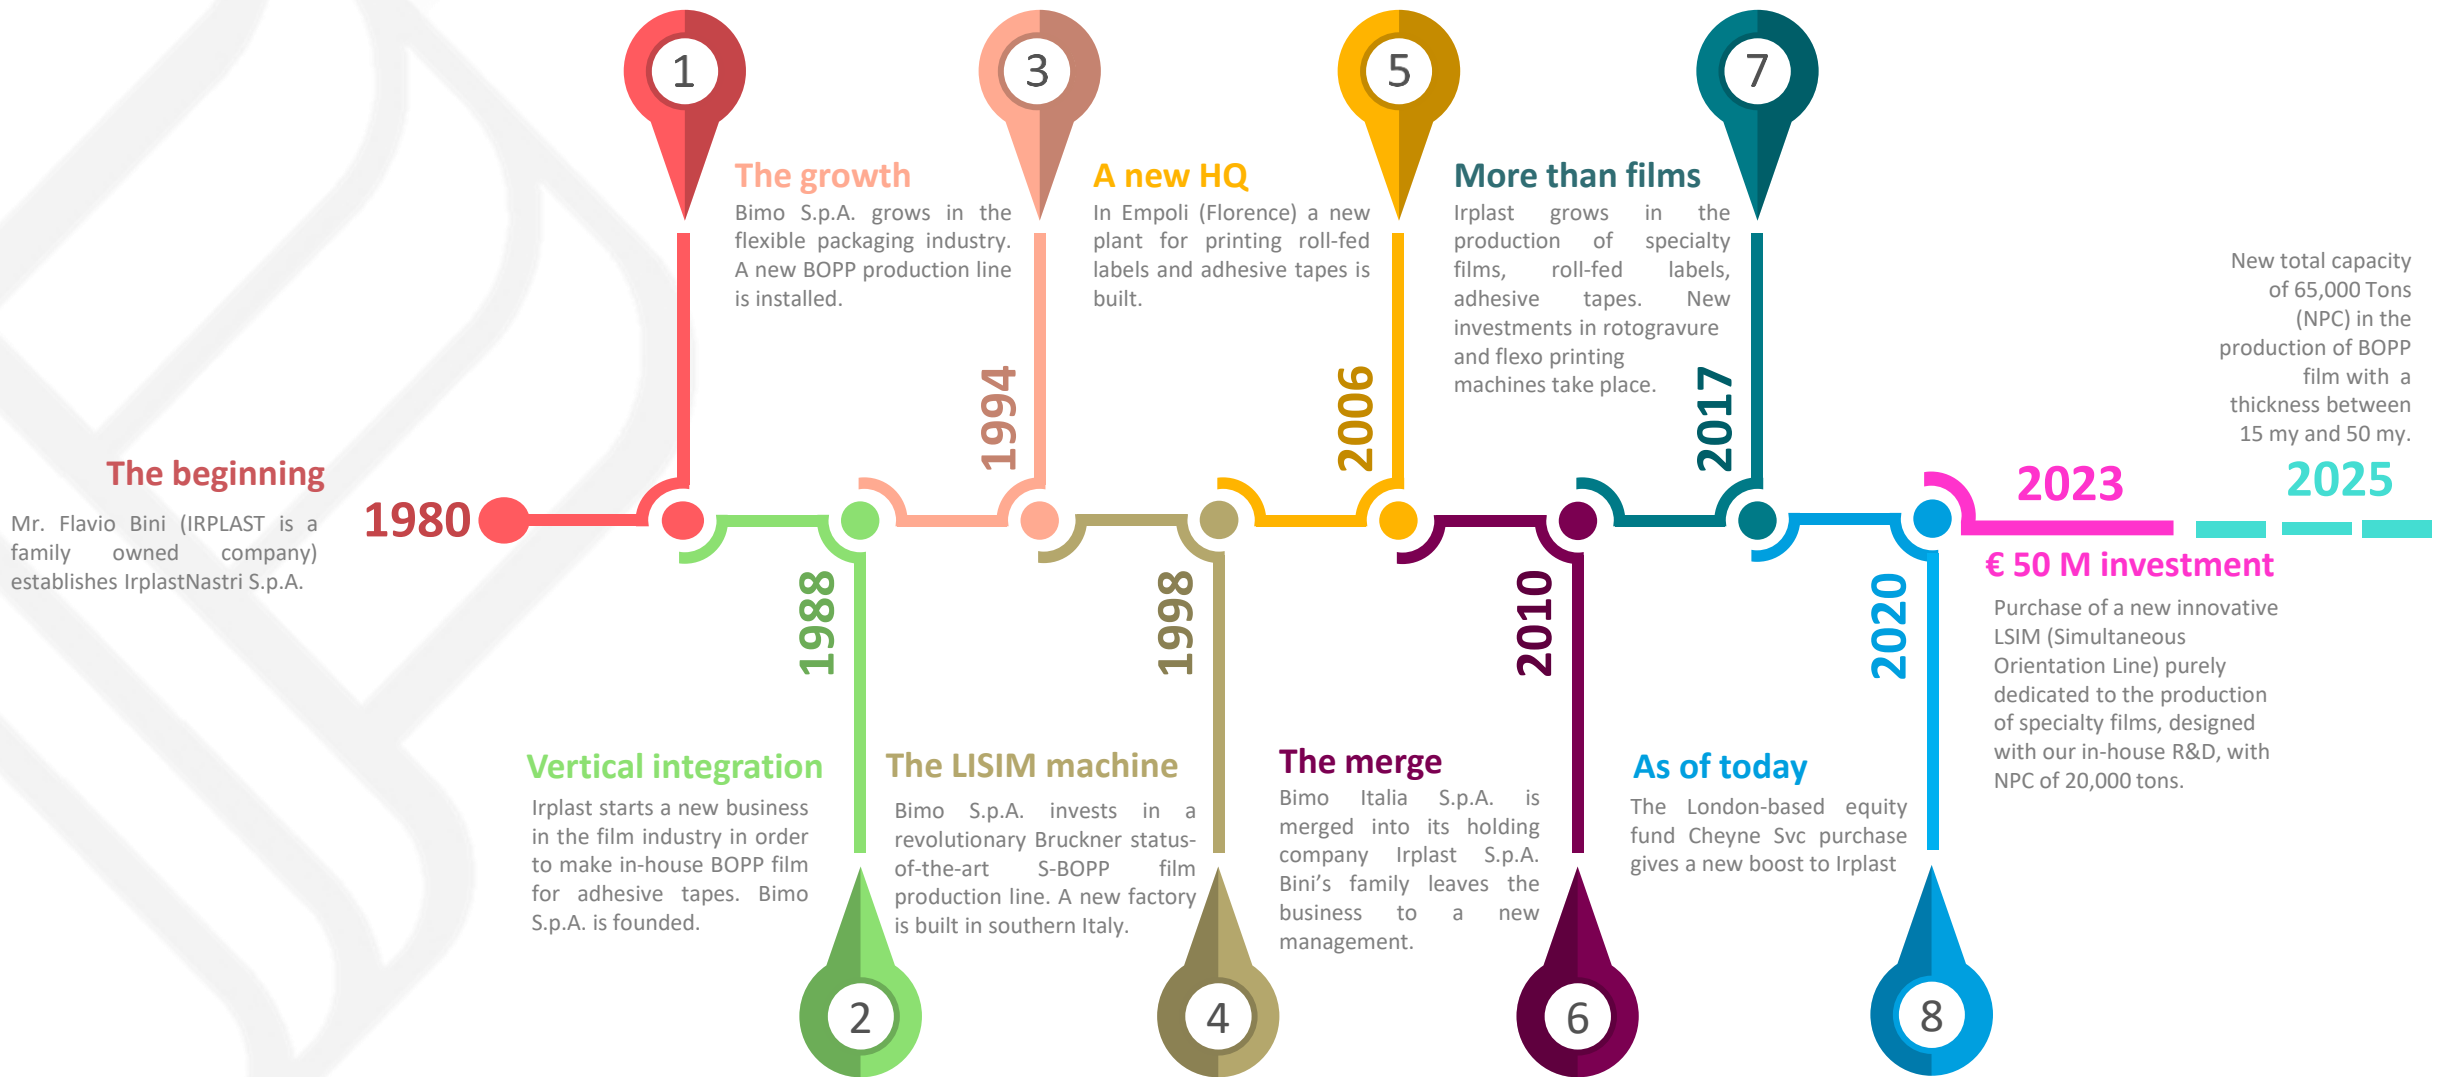 The beginning
Mr. Flavio Bini (IRPLAST is a
family owned company)
establishes IrplastNastri S.p.A.
1980
1
Vertical integration
Irplast starts a new business
in the film industry in order
to make in-house BOPP film
for adhesive tapes. Bimo
S.p.A. is founded.
1988
2
The growth
Bimo S.p.A. grows in the
flexible packaging industry.
A new BOPP production line
is installed.
1994
3
The LISIM machine
Bimo S.p.A. invests in a
revolutionary Bruckner status-
of-the-art S-BOPP film
production line. A new factory
is built in southern Italy.
1998
4
A new HQ
In Empoli (Florence) a new
plant for printing roll-fed
labels and adhesive tapes is
built.
2006
5
The merge
Bimo Italia S.p.A. is
merged into its holding
company Irplast S.p.A.
Bini’s family leaves the
business to a new
management.
2010
6
More than films
Irplast grows in the
production of specialty
films, roll-fed labels,
adhesive tapes. New
investments in rotogravure
and flexo printing
machines take place.
2017
7
As of today
The London-based equity
fund Cheyne Svc purchase
gives a new boost to Irplast
2020
8
2023
€ 50 M investment
Purchase of a new innovative
LSIM (Simultaneous
Orientation Line) purely
dedicated to the production
of specialty films, designed
with our in-house R&D, with
NPC of 20,000 tons.
New total capacity
of 65,000 Tons
(NPC) in the
production of BOPP
film with a
thickness between
15 my and 50 my.
2025